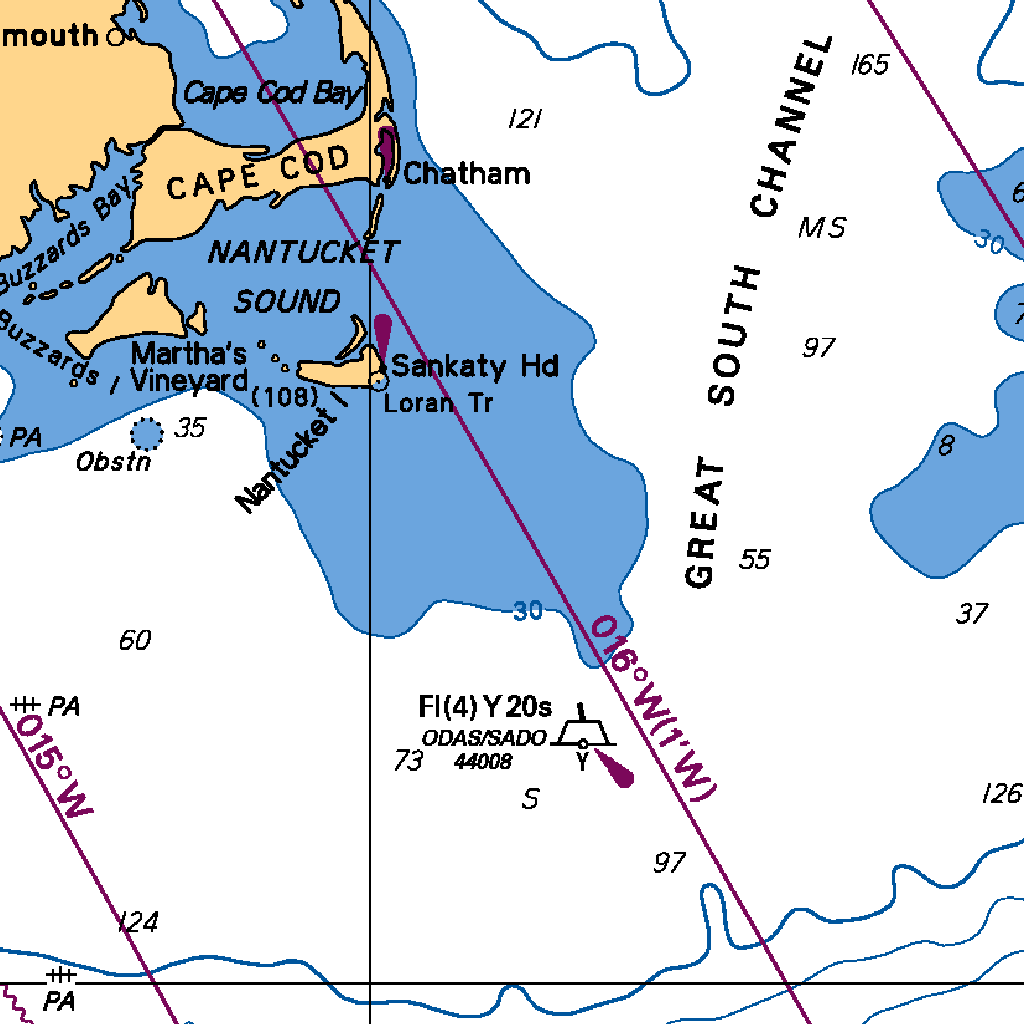 mouth
Cape Cod Bay
165
121
CAPE COD
Chatham
GREAT SOUTH CHANNEL
Buzzards Bay
MS
30
NANTUCKET
SOUND
Buzzards
97
Martha's
Vineyard
I
Sankaty Hd
(108)
Loran Tr
Nantucket I
35
PA
Obstn
8
55
30
37
60
016°W(1'W)
PA
015°W
Fl(4) Y 20s
ODAS/SADO
44008
Y
73
S
126
97
124
PA